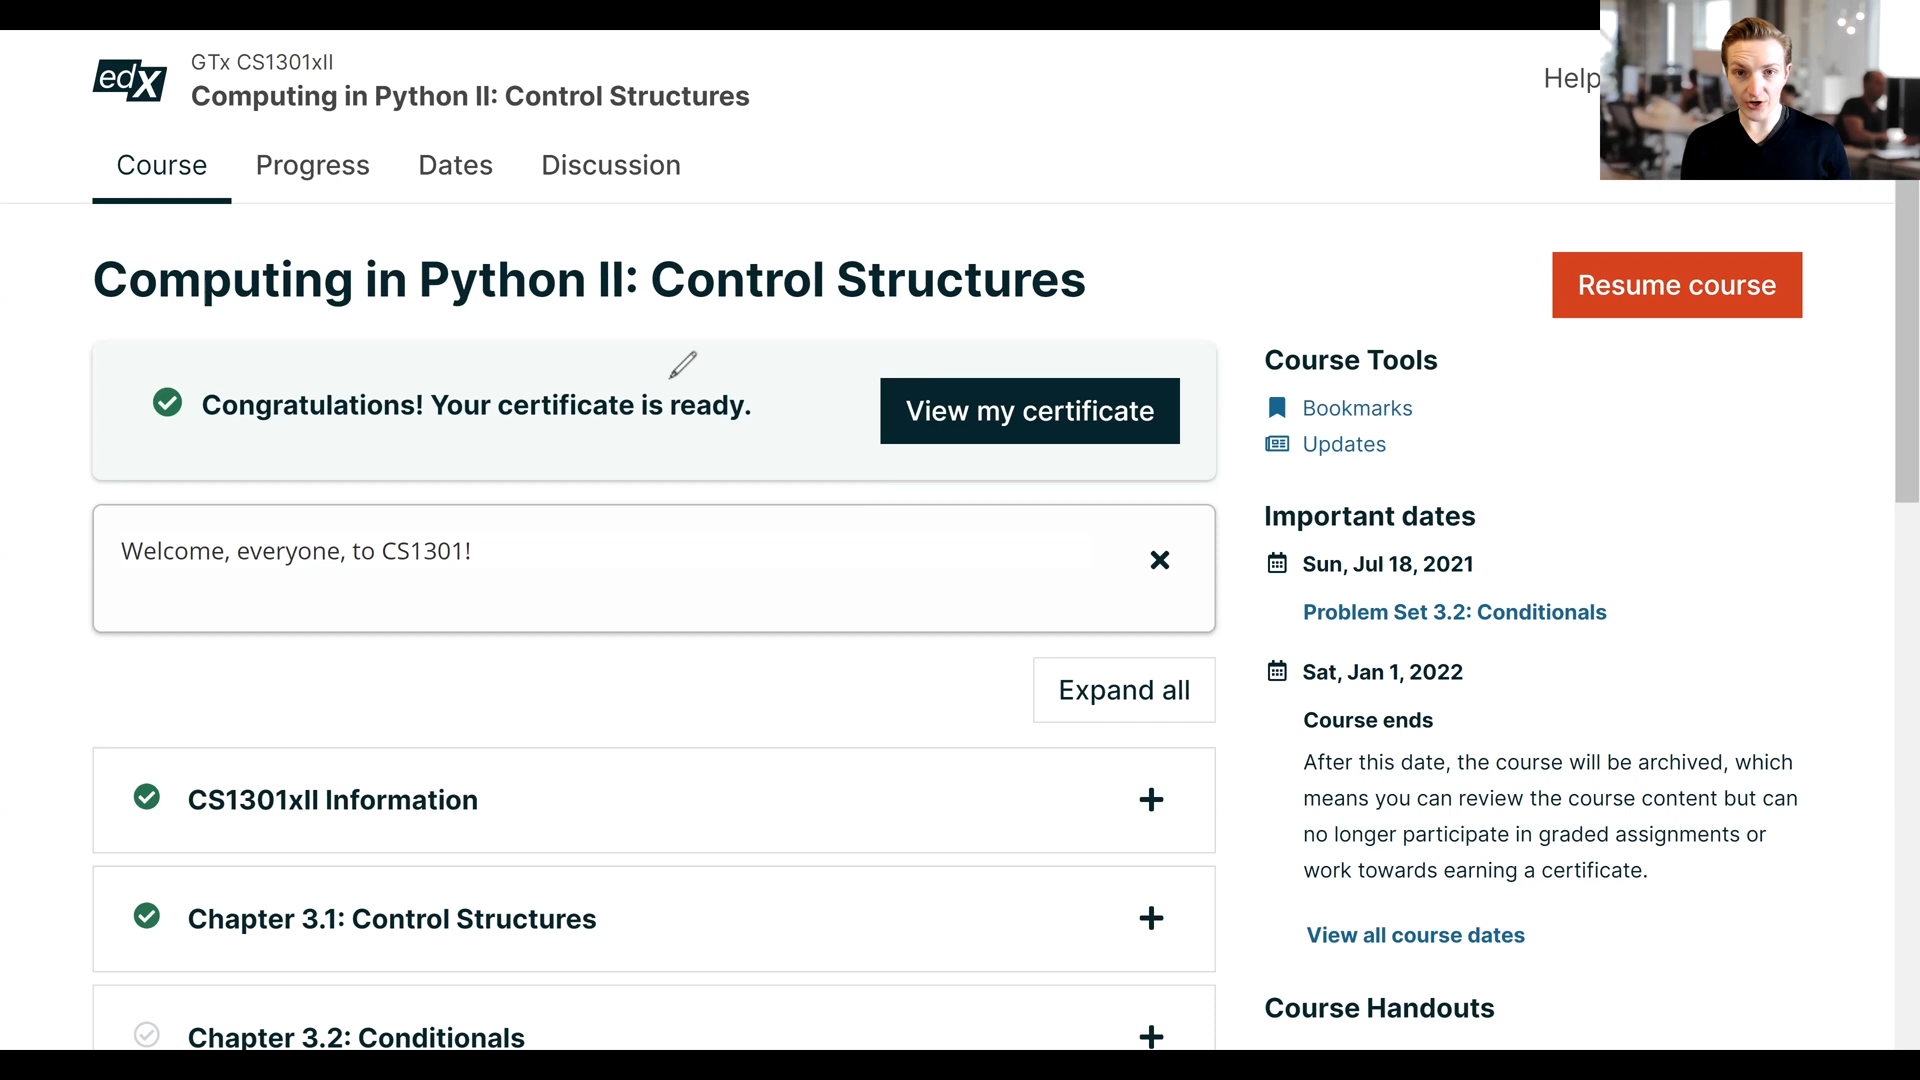 edX
GTx CS1301xII
Computing in Python II: Control Structures
Help
Course
Progress
Dates
Discussion
Computing in Python II: Control Structures
Resume course
Congratulations! Your certificate is ready.
View my certificate
Welcome, everyone, to CS1301!
Expand all
CS1301xII Information
Chapter 3.1: Control Structures
Chapter 3.2: Conditionals
Course Tools
Bookmarks
Updates
Important dates
Sun, Jul 18, 2021
Problem Set 3.2: Conditionals
Sat, Jan 1, 2022
Course ends
After this date, the course will be archived, which
means you can review the course content but can
no longer participate in graded assignments or
work towards earning a certificate.
View all course dates
Course Handouts